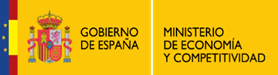 GOBIERNO
DE ESPAÑA
MINISTERIO
DE ECONOMÍA
Y COMPETITIVIDAD